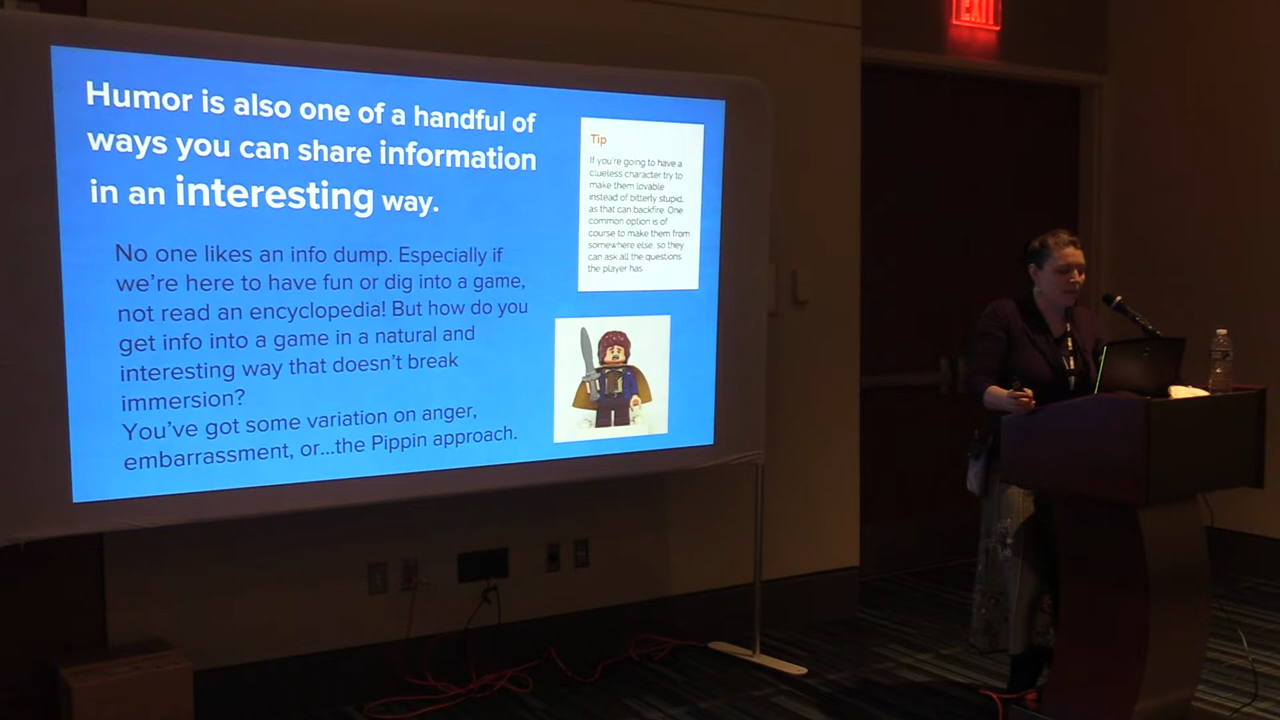 EXIT
Humor is also one of a handful of
ways you can share information
in an interesting way.
No one likes an info dump. Especially if
we're here to have fun or dig into a game,
not read an encyclopedia! But how do you
get info into a game in a natural and
interesting way that doesn't break
immersion?
You've got some variation on anger,
embarrassment, or...the Pippin approach.
Tip
If you're going to have a
clueless character try to
make them lovable
instead of bitterly stupid,
as that can backfire. One
common option is of
course to make them from
somewhere else, so they
can ask all the questions
the player has.